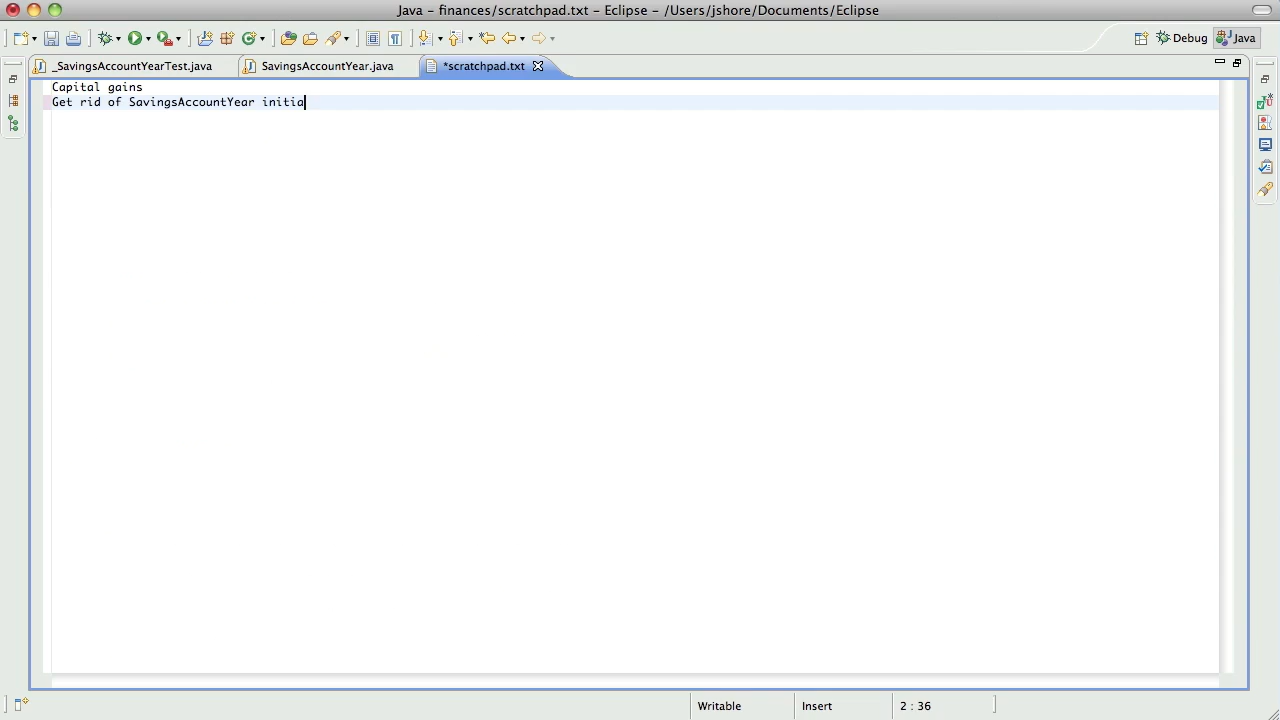 Java - finances/scratchpad.txt - Eclipse - /Users/jshore/Documents/Eclipse
Debug
Java
_SavingsAccountYearTest.java
SavingsAccountYear.java
*scratchpad.txt
Capital gains
Get rid of SavingsAccountYear initia
Writable
Insert
2 : 36